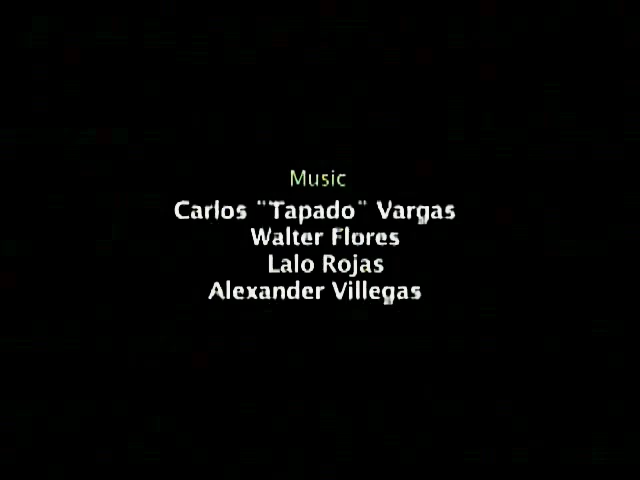 Music
Carlos "Tapado" Vargas
Walter Flores
Lalo Rojas
Alexander Villegas